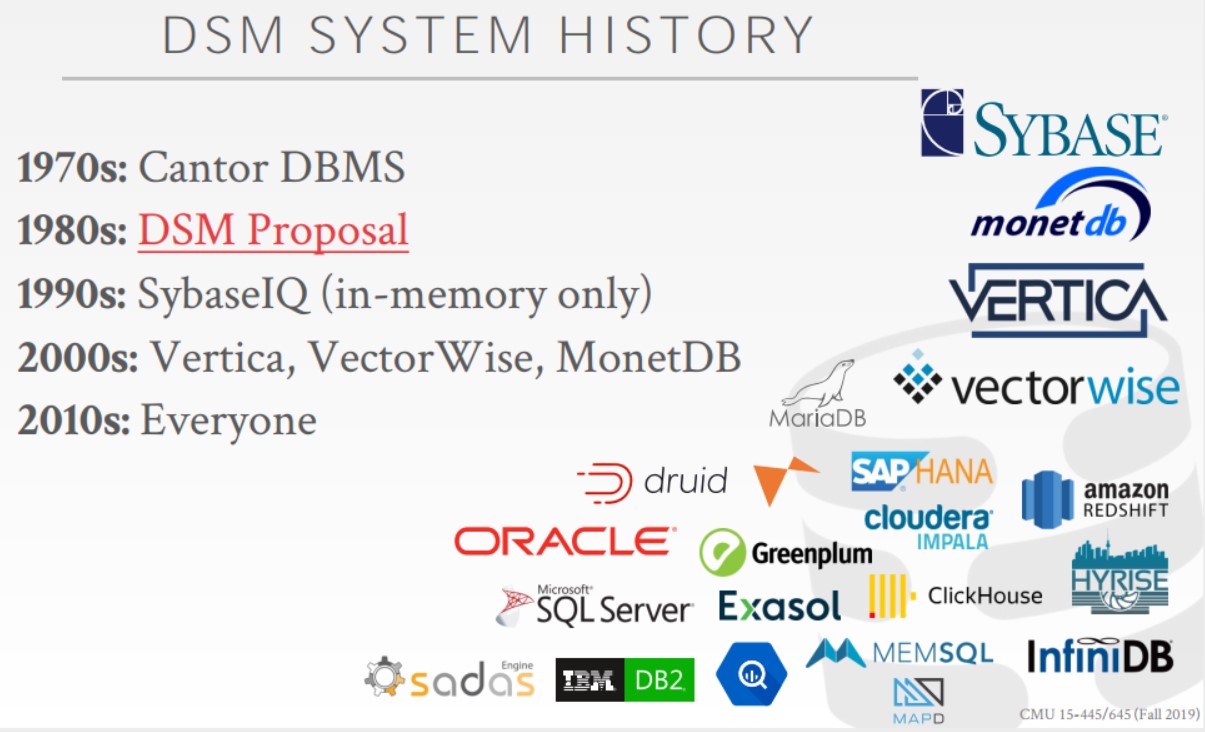 DSM SYSTEM HISTORY
1970s: Cantor DBMS
1980s: DSM Proposal
1990s: SybaseIQ (in-memory only)
2000s: Vertica, VectorWise, MonetDB
2010s: Everyone
SYBASE®
monetdb
VERTICA
vectorwise
MariaDB
druid
SAP HANA
amazon
REDSHIFT
cloudera
IMPALA
ORACLE®
Greenplum
HYRISE
Microsoft®
SQL Server
Exasol
ClickHouse
sadas
Engine
IBM DB2
MEMSQL
InfiniDB
MAPD
CMU 15-445/645 (Fall 2019)